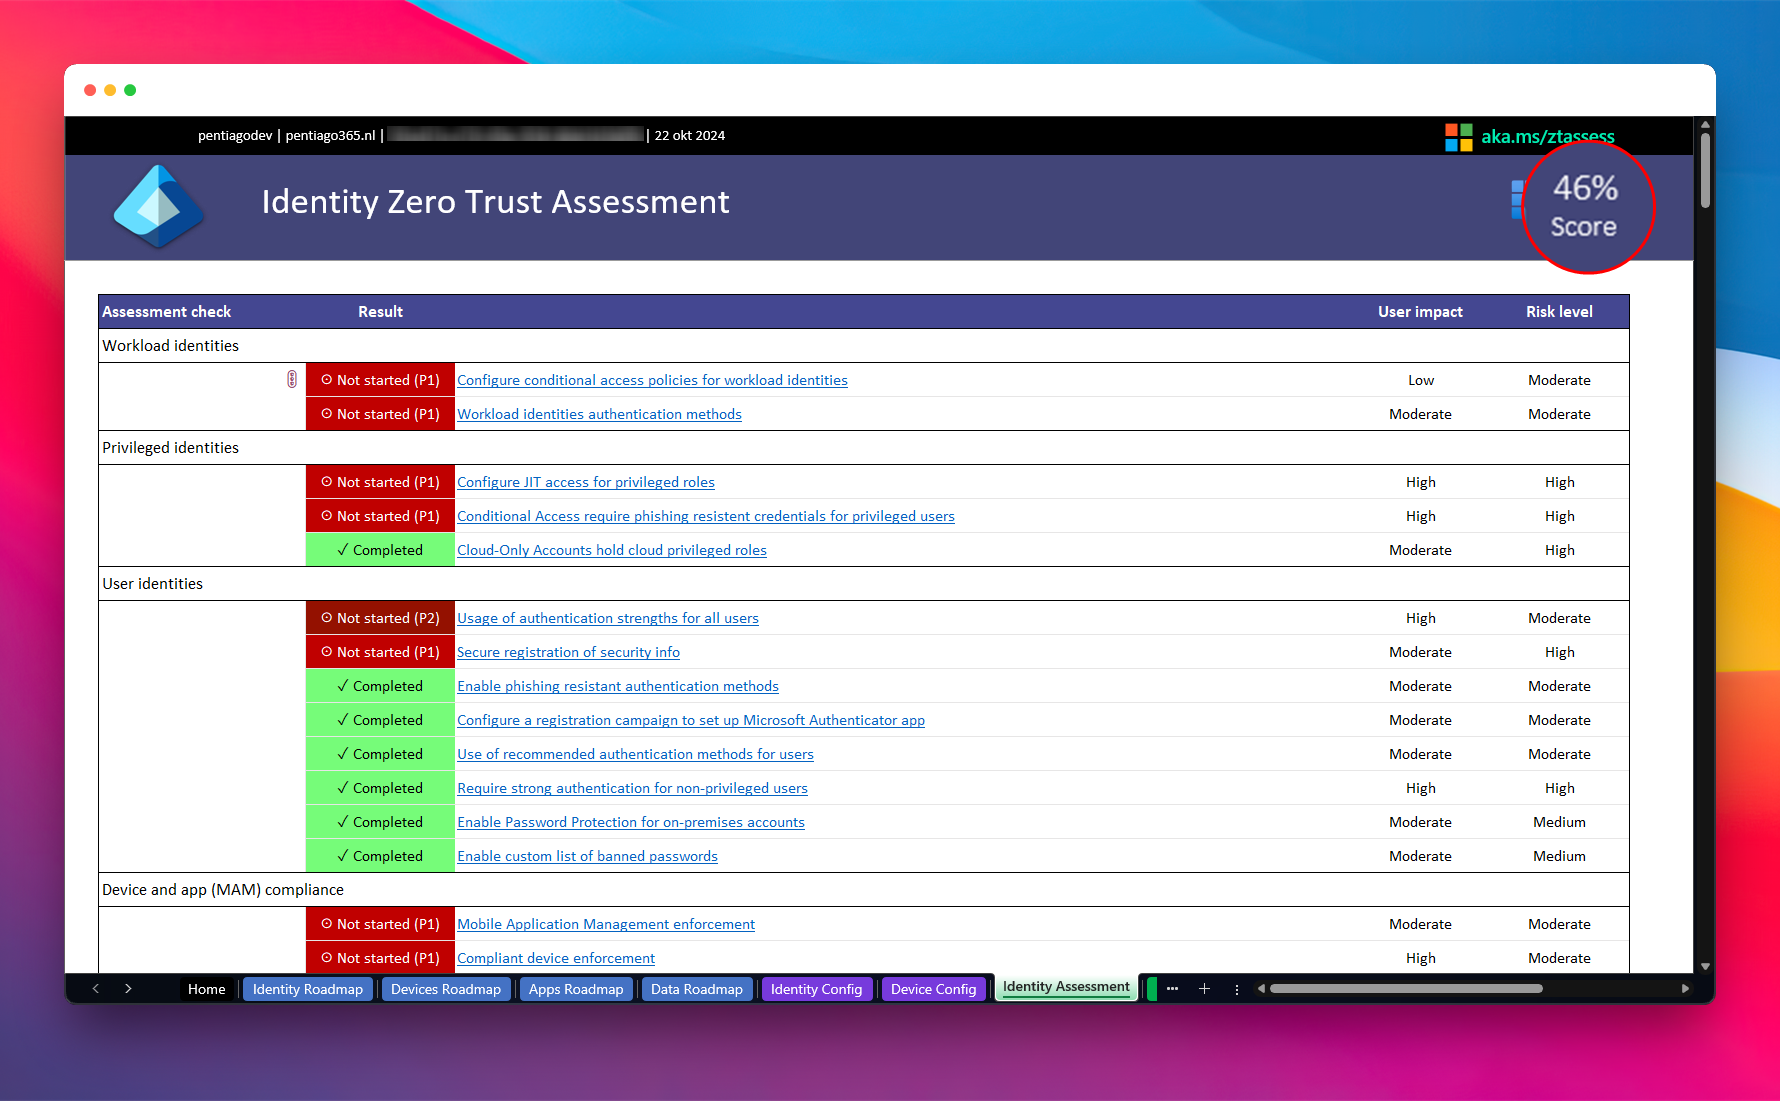 pentiagodev | pentiago365.nl | | 22 okt 2024
aka.ms/ztassess
Identity Zero Trust Assessment
46%
Score
Assessment check Result User impact Risk level
Workload identities
Not started (P1) Configure conditional access policies for workload identities Low Moderate
Not started (P1) Workload identities authentication methods Moderate Moderate
Privileged identities
Not started (P1) Configure JIT access for privileged roles High High
Not started (P1) Conditional Access require phishing resistent credentials for privileged users High High
✓ Completed Cloud-Only Accounts hold cloud privileged roles Moderate High
User identities
Not started (P2) Usage of authentication strengths for all users High Moderate
Not started (P1) Secure registration of security info Moderate High
✓ Completed Enable phishing resistant authentication methods Moderate Moderate
✓ Completed Configure a registration campaign to set up Microsoft Authenticator app Moderate Moderate
✓ Completed Use of recommended authentication methods for users Moderate Moderate
✓ Completed Require strong authentication for non-privileged users High High
✓ Completed Enable Password Protection for on-premises accounts Moderate Medium
✓ Completed Enable custom list of banned passwords Moderate Medium
Device and app (MAM) compliance
Not started (P1) Mobile Application Management enforcement Moderate Moderate
Not started (P1) Compliant device enforcement High Moderate
Home Identity Roadmap Devices Roadmap Apps Roadmap Data Roadmap Identity Config Device Config Identity Assessment